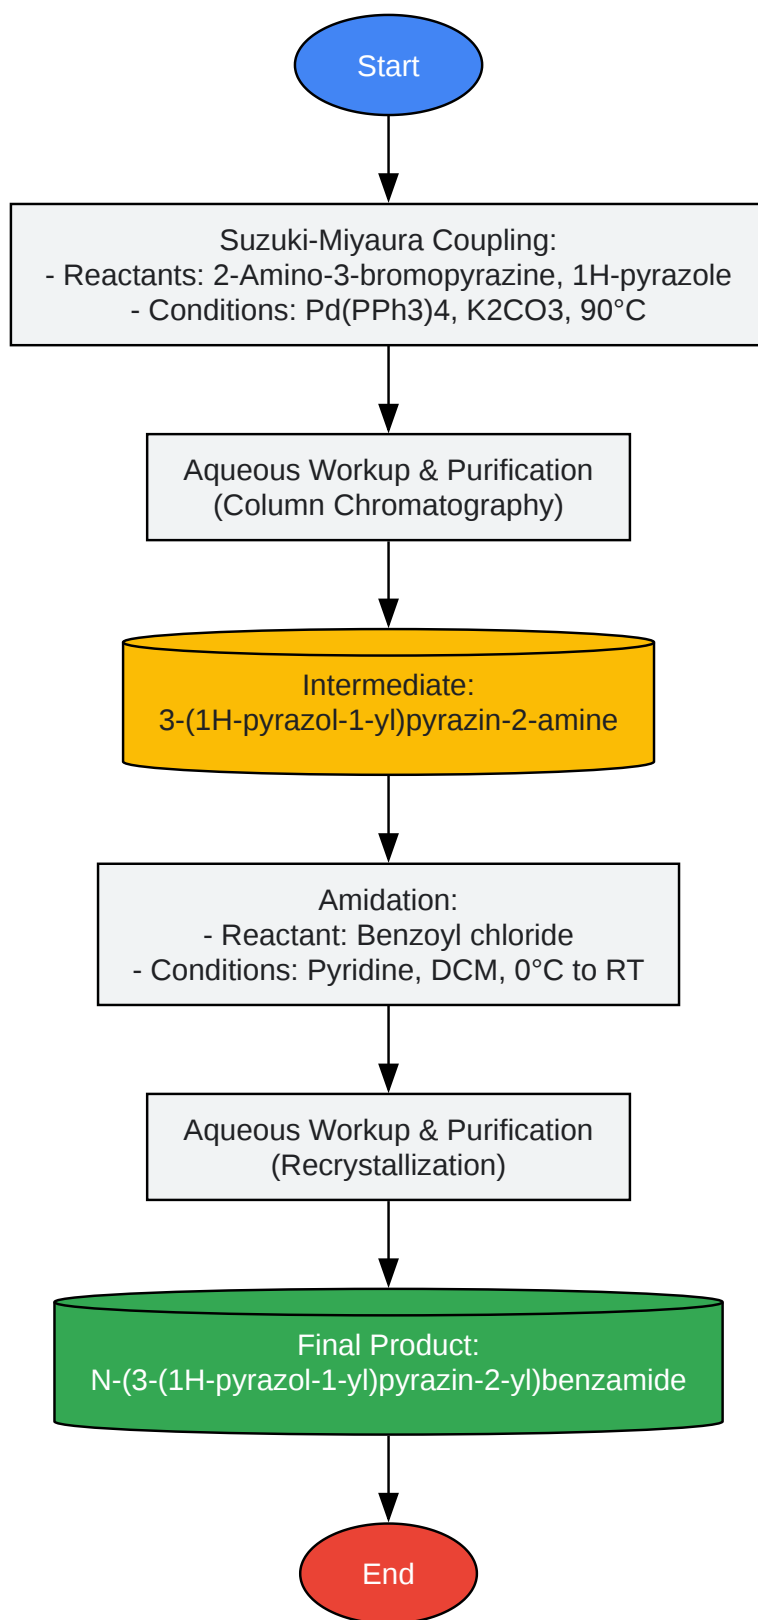 Start
Suzuki-Miyaura Coupling:
- Reactants: 2-Amino-3-bromopyrazine, 1H-pyrazole
- Conditions: Pd(PPh3)4, K2CO3, 90°C
Aqueous Workup & Purification
(Column Chromatography)
Intermediate:
3-(1H-pyrazol-1-yl)pyrazin-2-amine
Amidation:
- Reactant: Benzoyl chloride
- Conditions: Pyridine, DCM, 0°C to RT
Aqueous Workup & Purification
(Recrystallization)
Final Product:
N-(3-(1H-pyrazol-1-yl)pyrazin-2-yl)benzamide
End